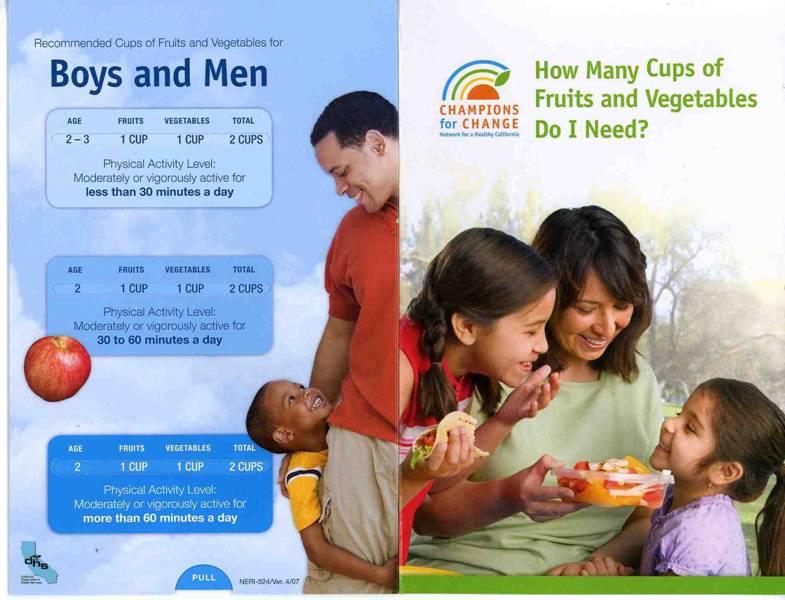 Recommended Cups of Fruits and Vegetables for
Boys and Men
AGE FRUITS VEGETABLES TOTAL
2 – 3 1 CUP 1 CUP 2 CUPS
Physical Activity Level:
Moderately or vigorously active for
less than 30 minutes a day
AGE FRUITS VEGETABLES TOTAL
2 1 CUP 1 CUP 2 CUPS
Physical Activity Level:
Moderately or vigorously active for
30 to 60 minutes a day
AGE FRUITS VEGETABLES TOTAL
2 1 CUP 1 CUP 2 CUPS
Physical Activity Level:
Moderately or vigorously active for
more than 60 minutes a day
dhs
PULL
NERI-524/Ver. 4/07
CHAMPIONS
for CHANGE
Network for a Healthy California
How Many Cups of
Fruits and Vegetables
Do I Need?